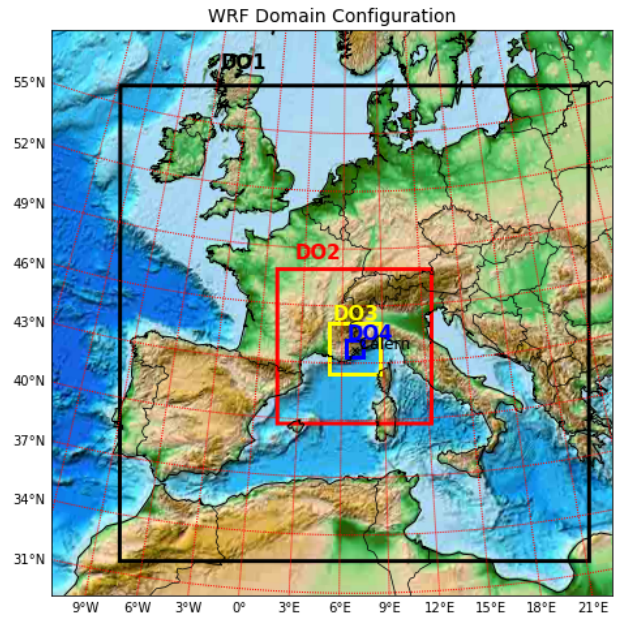 WRF Domain Configuration
DO1
55°N
52°N
49°N
46°N
DO2
43°N
DO3
DO4
Calern
40°N
37°N
34°N
31°N
9°W 6°W 3°W 0° 3°E 6°E 9°E 12°E 15°E 18°E 21°E